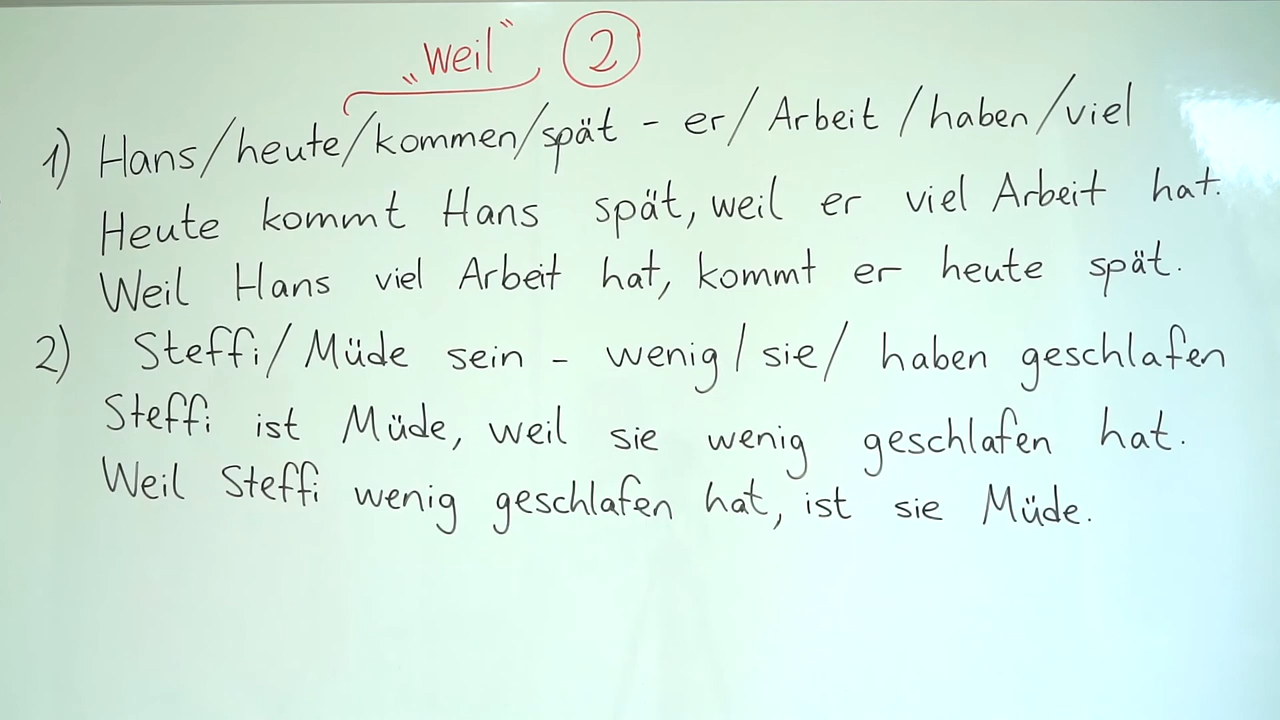 „Weil“ 2
1) Hans/heute/kommen/spät - er/ Arbeit /haben/viel
Heute kommt Hans spät, weil er viel Arbeit hat.
Weil Hans viel Arbeit hat, kommt er heute spät.
2) Steffi/ Müde sein - wenig/ sie/ haben geschlafen
Steffi ist Müde, weil sie wenig geschlafen hat.
Weil Steffi wenig geschlafen hat, ist sie Müde.